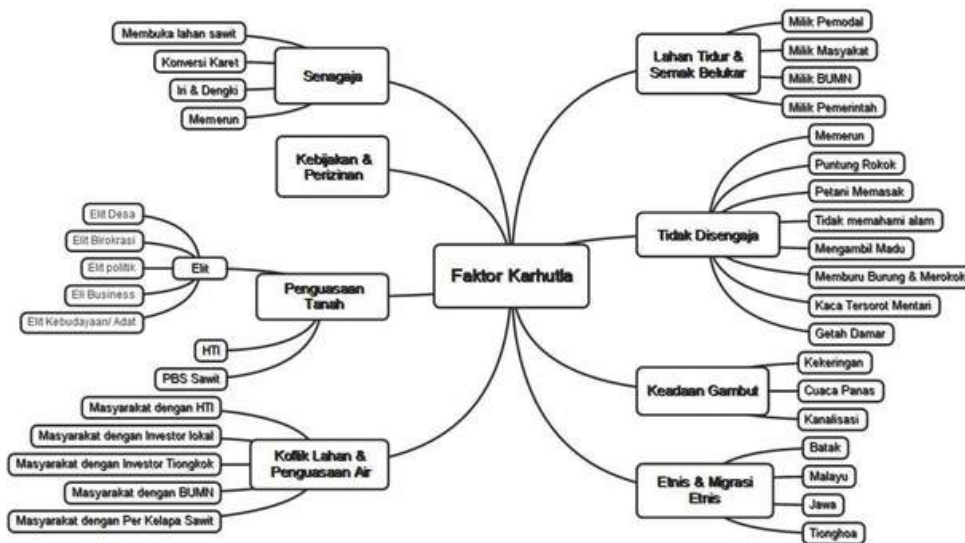 Faktor Karhutla
Senagaja
Membuka lahan sawit
Konversi Karet
Iri & Dengki
Memerun
Kebijakan &
Perizinan
Penguasaan
Tanah
Elit
Elit Desa
Elit Birokrasi
Elit politik
Eli Business
Elit Kebudayaan/ Adat
HTI
PBS Sawit
Koflik Lahan &
Penguasaan Air
Masyarakat dengan HTI
Masyarakat dengan Investor lokal
Masyarakat dengan Investor Tiongkok
Masyarakat dengan BUMN
Masyarakat dengan Per Kelapa Sawit
Lahan Tidur &
Semak Belukar
Milik Pemodal
Milik Masyakat
Milik BUMN
Milik Pemerintah
Tidak Disengaja
Memerun
Puntung Rokok
Petani Memasak
Tidak memahami alam
Mengambil Madu
Memburu Burung & Merokok
Kaca Tersorot Mentari
Getah Damar
Keadaan Gambut
Kekeringan
Cuaca Panas
Kanalisasi
Etnis & Migrasi
Etnis
Batak
Malayu
Jawa
Tionghoa